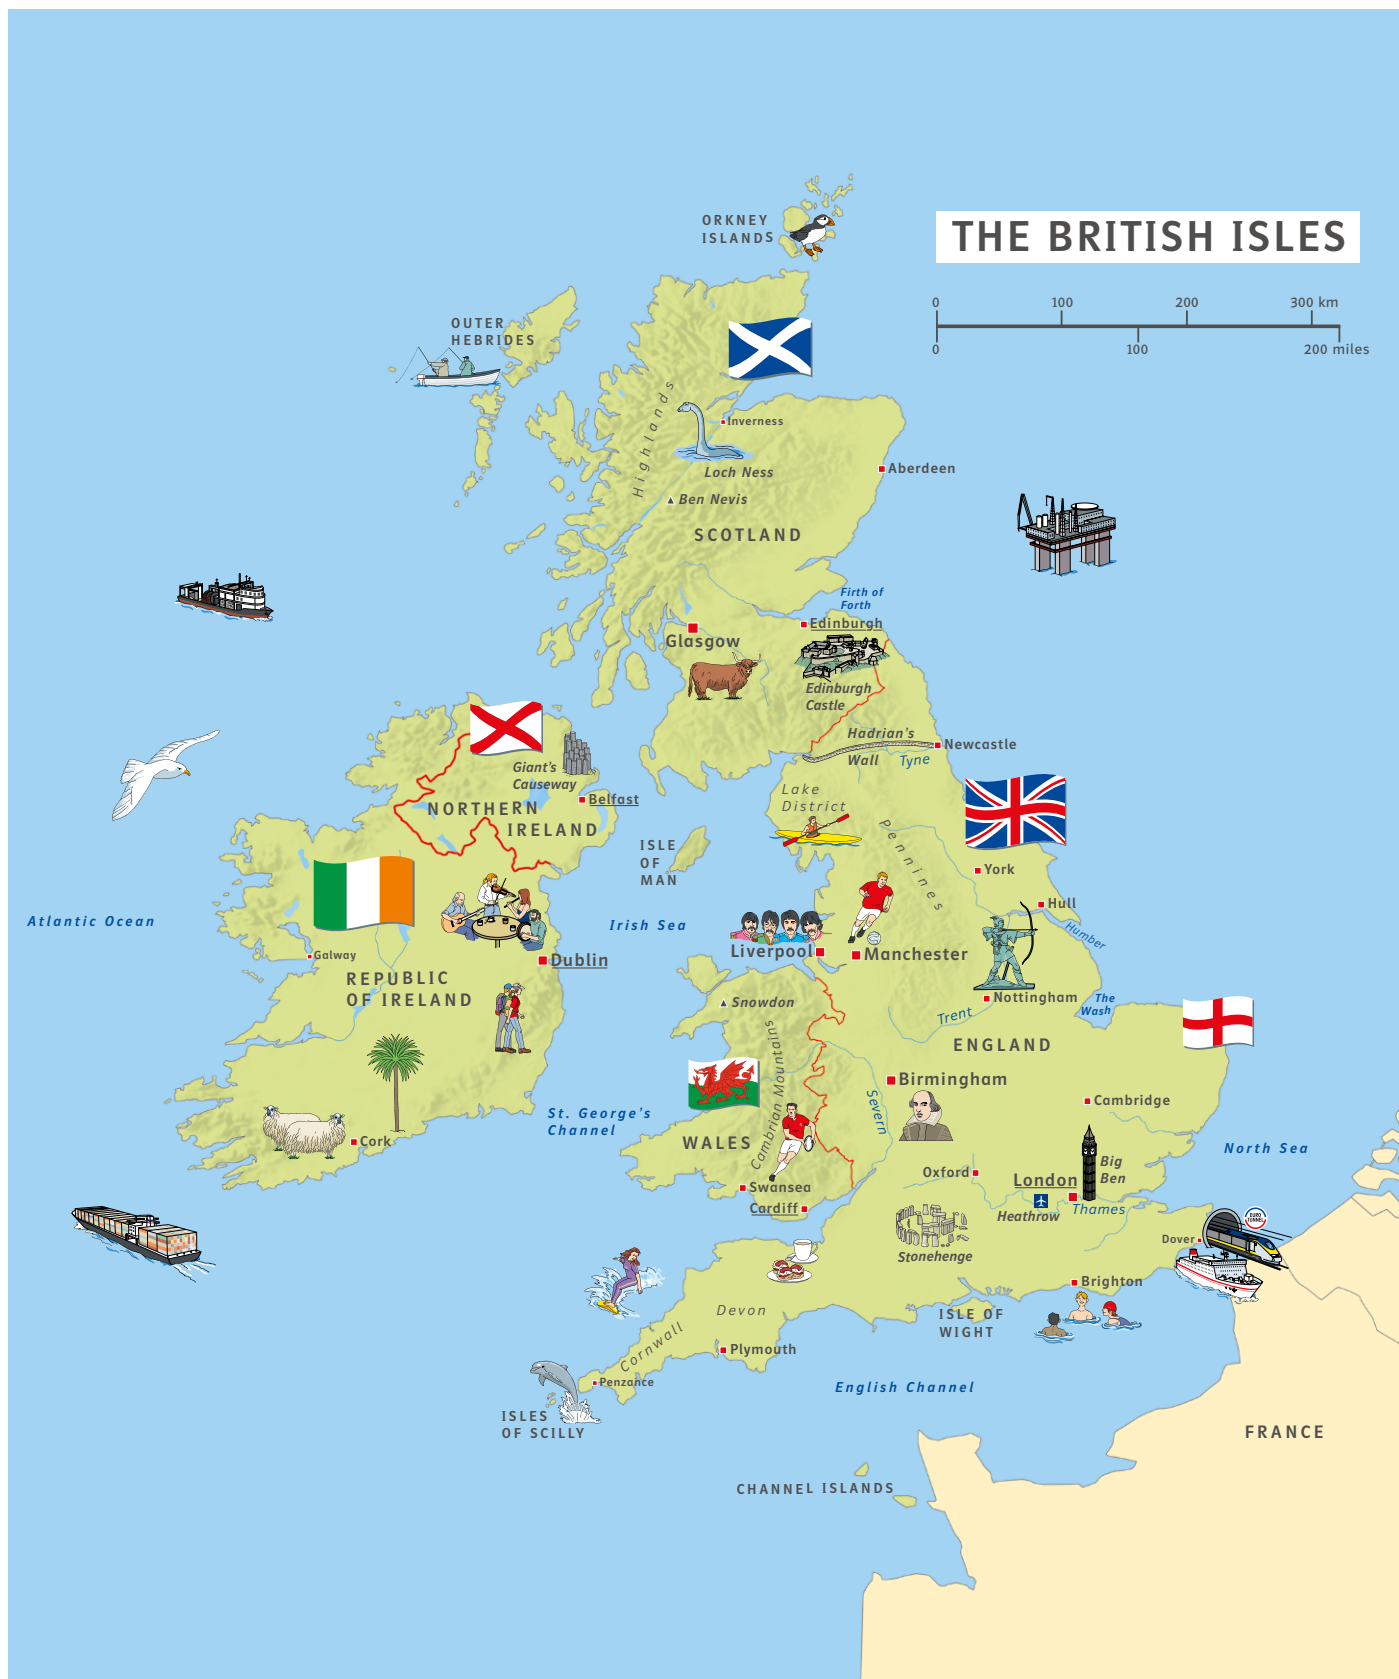 ORKNEY
ISLANDS
THE BRITISH ISLES
0 100 200 300 km
0 100 200 miles
OUTER
HEBRIDES
Highlands
Inverness
Loch Ness
Aberdeen
Ben Nevis
SCOTLAND
Firth of
Forth
Edinburgh
Glasgow
Edinburgh
Castle
Hadrian's
Wall
Newcastle
Tyne
Giant's
Causeway
Belfast
NORTHERN
IRELAND
Lake
District
Pennines
ISLE
OF
MAN
York
Hull
Humber
Atlantic Ocean
Irish Sea
Liverpool
Manchester
Galway
Dublin
REPUBLIC
OF IRELAND
Snowdon
Nottingham
The
Wash
Trent
ENGLAND
Cambrian Mountains
Birmingham
Severn
Cambridge
St. George's
Channel
WALES
Cork
North Sea
Big
Ben
Oxford
London
Swansea
Cardiff
Heathrow
Thames
Stonehenge
EURO
TUNNEL
Dover
Brighton
Devon
ISLE OF
WIGHT
Cornwall
Plymouth
Penzance
English Channel
ISLES
OF SCILLY
FRANCE
CHANNEL ISLANDS